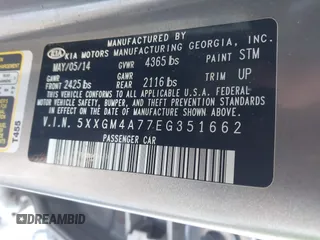 MANUFACTURED BY
KIA KIA MOTORS MANUFACTURING GEORGIA, INC.
MAY/05/14 GVWR 4365 lbs PAINT STM
GAWR FRONT 2425 lbs GAWR REAR 2116 lbs TRIM UP
THIS VEHICLE CONFORMS TO ALL APPLICABLE U.S.A. FEDERAL
MOTOR VEHICLE SAFETY, BUMPER, AND THEFT PREVENTION
STANDARDS IN EFFECT ON THE DATE OF MANUFACTURE
SHOWN ABOVE.
V.I.N. 5XXGM4A77EG351662
PASSENGER CAR
T455
DREAMBID